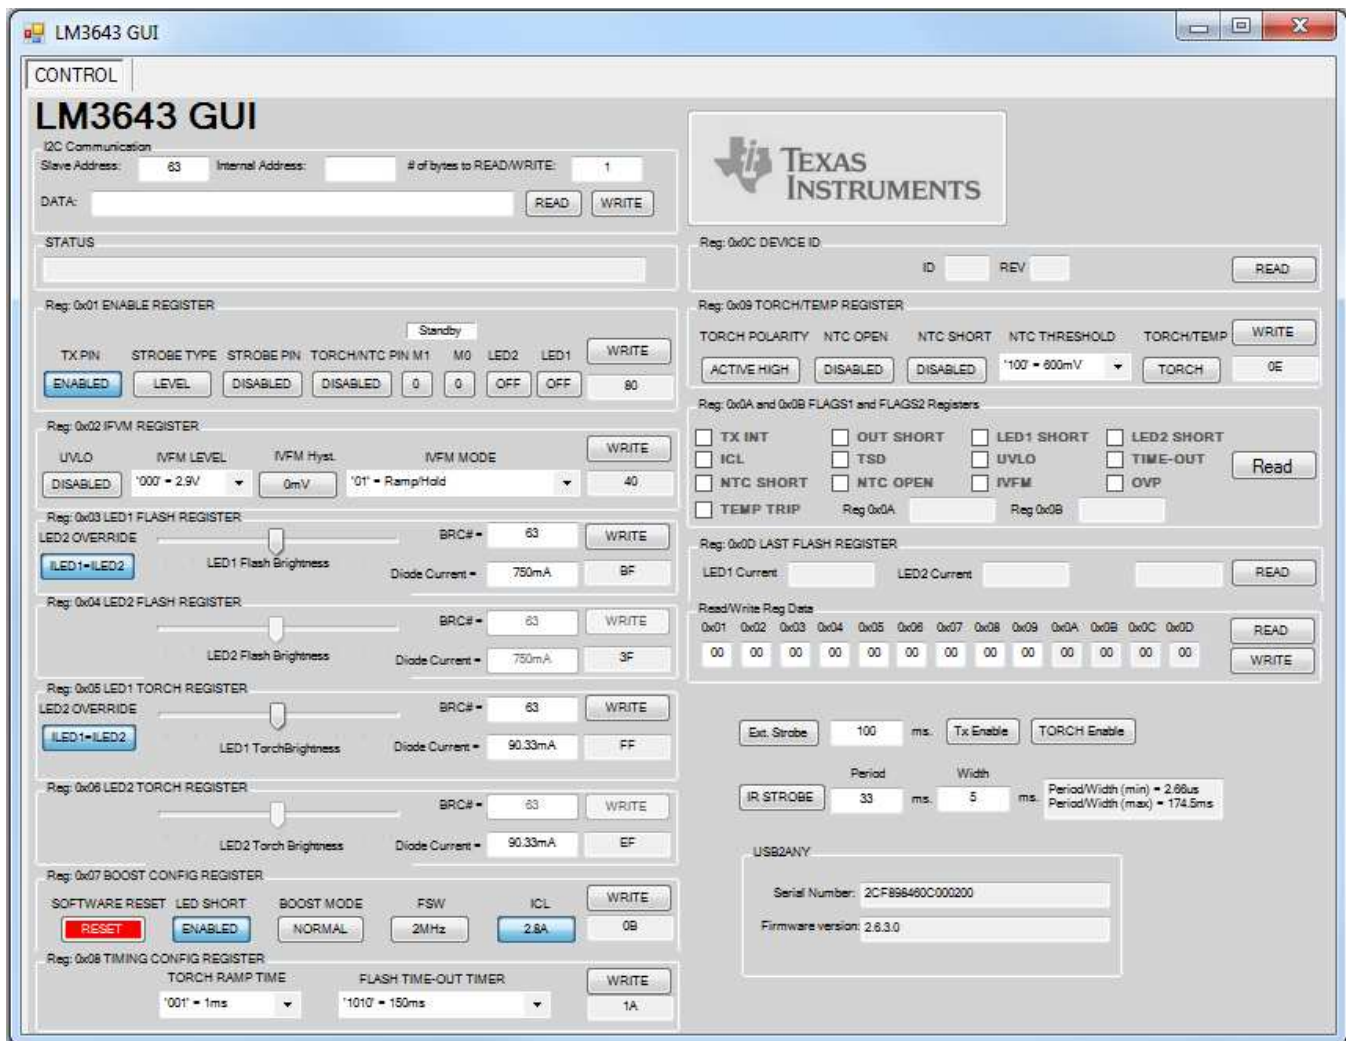 LM3643 GUI
CONTROL
LM3643 GUI
I2C Communication
Slave Address: 63 Internal Address: # of bytes to READ/WRITE: 1
DATA: READ WRITE
STATUS
Reg: 0x01 ENABLE REGISTER
Standby
TX PIN STROBE TYPE STROBE PIN TORCH/NTC PIN M1 M0 LED2 LED1 WRITE
ENABLED LEVEL DISABLED DISABLED 0 0 OFF OFF 80
Reg: 0x02 IFVM REGISTER
UVLO IVFM LEVEL IVFM Hyst. IVFM MODE WRITE
DISABLED '000' = 2.9V 0mV '01' = Ramp/Hold 40
Reg: 0x03 LED1 FLASH REGISTER
LED2 OVERRIDE BRC# = 63 WRITE
ILED1=ILED2 LED1 Flash Brightness Diode Current = 750mA BF
Reg: 0x04 LED2 FLASH REGISTER
BRC# = 63 WRITE
LED2 Flash Brightness Diode Current = 750mA 3F
Reg: 0x05 LED1 TORCH REGISTER
LED2 OVERRIDE BRC# = 63 WRITE
ILED1=ILED2 LED1 TorchBrightness Diode Current = 90.33mA FF
Reg: 0x06 LED2 TORCH REGISTER
BRC# = 63 WRITE
LED2 Torch Brightness Diode Current = 90.33mA EF
Reg: 0x07 BOOST CONFIG REGISTER
SOFTWARE RESET LED SHORT BOOST MODE FSW ICL WRITE
RESET ENABLED NORMAL 2MHz 2.8A 0B
Reg: 0x08 TIMING CONFIG REGISTER
TORCH RAMP TIME FLASH TIME-OUT TIMER WRITE
'001' = 1ms '1010' = 150ms 1A
TEXAS
INSTRUMENTS
Reg: 0x0C DEVICE ID
ID REV READ
Reg: 0x09 TORCH/TEMP REGISTER
TORCH POLARITY NTC OPEN NTC SHORT NTC THRESHOLD TORCH/TEMP WRITE
ACTIVE HIGH DISABLED DISABLED '100' = 600mV TORCH 0E
Reg: 0x0A and 0x0B FLAGS1 and FLAGS2 Registers
TX INT OUT SHORT LED1 SHORT LED2 SHORT
ICL TSD UVLO TIME-OUT Read
NTC SHORT NTC OPEN IVFM OVP
TEMP TRIP Reg 0x0A Reg 0x0B
Reg: 0x0D LAST FLASH REGISTER
LED1 Current LED2 Current READ
Read/Write Reg Data
0x01 0x02 0x03 0x04 0x05 0x06 0x07 0x08 0x09 0x0A 0x0B 0x0C 0x0D READ
00 00 00 00 00 00 00 00 00 00 00 00 00 WRITE
Ext. Strobe 100 ms. Tx Enable TORCH Enable
Period Width
IR STROBE 33 ms. 5 ms. Period/Width (min) = 2.66us
Period/Width (max) = 174.5ms
USB2ANY
Serial Number: 2CF898460C000200
Firmware version: 2.6.3.0